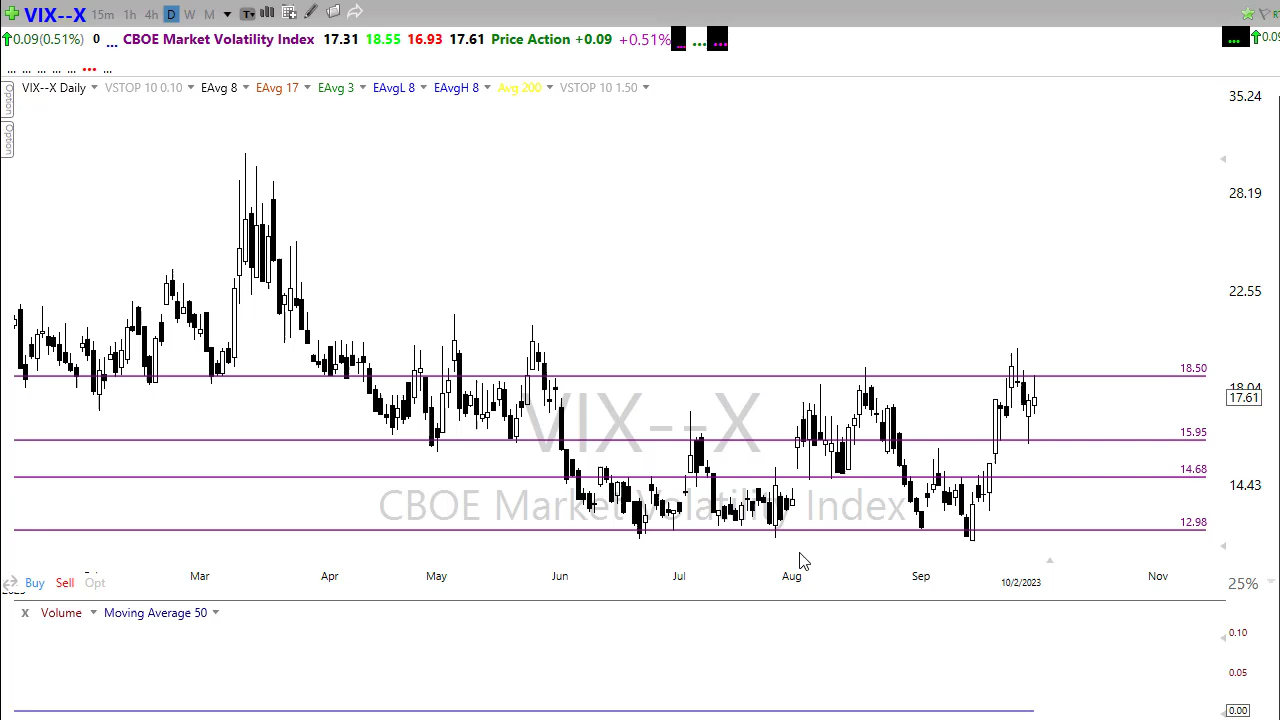 VIX--X 15m 1h 4h D W M
0.09(0.51%) 0 ... CBOE Market Volatility Index 17.31 18.55 16.93 17.61 Price Action +0.09 +0.51% ... ... ... ... 0.09
... ... ... ... ... ... ...
VIX--X Daily VSTOP 10 0.10 EAvg 8 EAvg 17 EAvg 3 EAvgL 8 EAvgH 8 Avg 200 VSTOP 10 1.50
Option
Option
35.24
28.19
22.55
18.50
18.04
17.61
15.95
14.68
14.43
12.98
VIX--X
CBOE Market Volatility Index
Mar Apr May Jun Jul Aug Sep 10/2/2023 Nov
Buy Sell Opt 25%
x Volume Moving Average 50
0.10
0.05
0.00